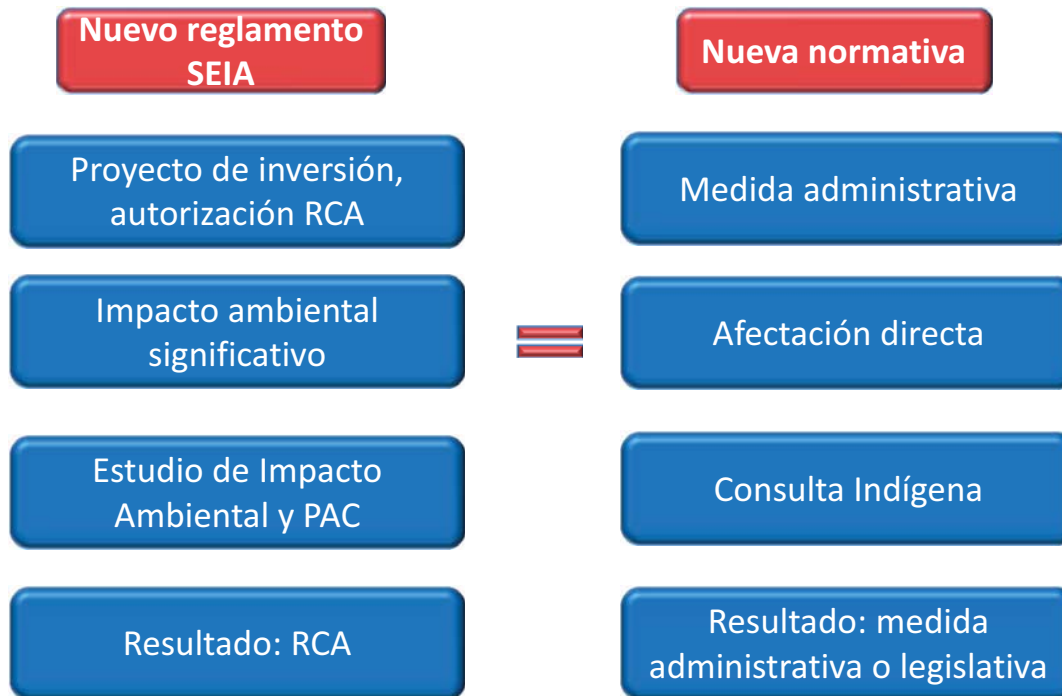 Nuevo reglamento
SEIA
Nueva normativa
Proyecto de inversión,
autorización RCA
Medida administrativa
Impacto ambiental
significativo
Afectación directa
Estudio de Impacto
Ambiental y PAC
Consulta Indígena
Resultado: RCA
Resultado: medida
administrativa o legislativa